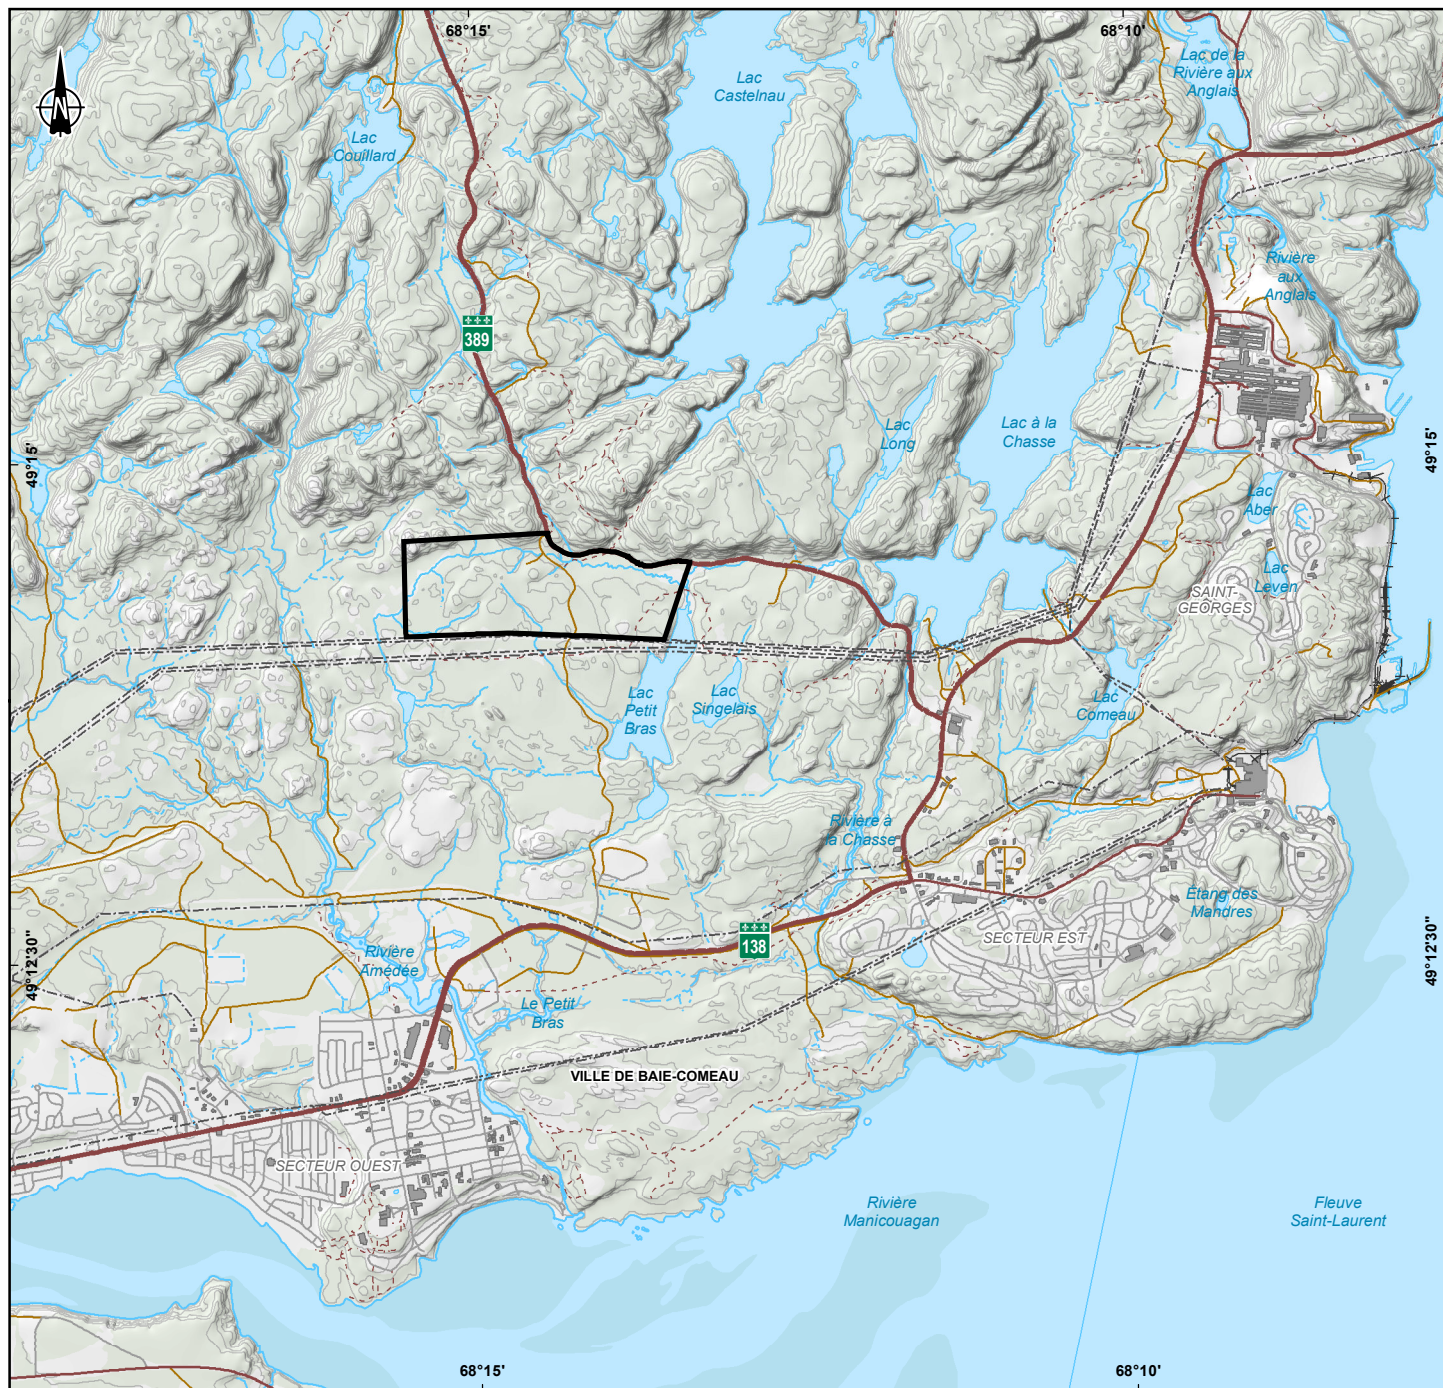 68°15'
68°10'
Lac de la
Rivière aux
Anglais
Lac
Castelnau
N
Lac
Couillard
Rivière
aux
Anglais
389
Lac
Long
Lac à la
Chasse
49°15'
49°15'
Lac
Aber
Lac
Leven
SAINT-
GEORGES
Lac
Petit
Bras
Lac
Singelais
Lac
Comeau
Rivière à
la Chasse
Étang des
Mandres
SECTEUR EST
138
Rivière
Amédée
49°12'30"
49°12'30"
Le Petit
Bras
VILLE DE BAIE-COMEAU
SECTEUR OUEST
Rivière
Manicouagan
Fleuve
Saint-Laurent
68°15'
68°10'